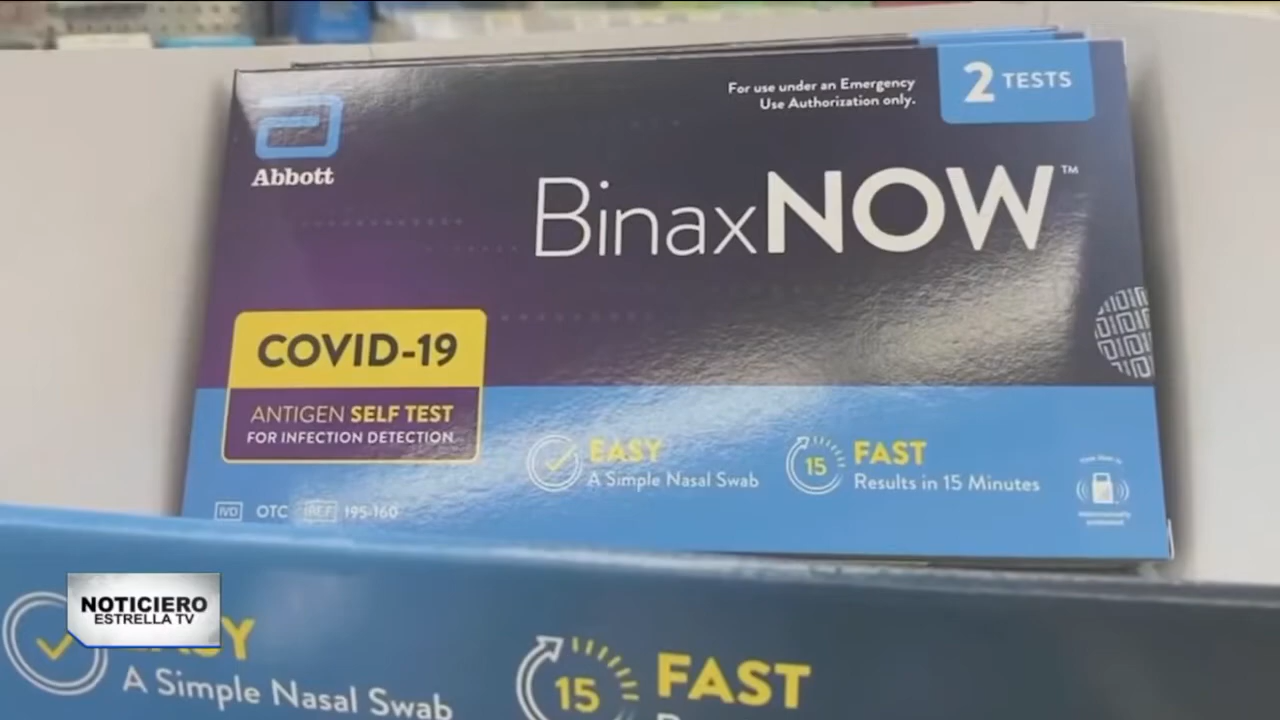 For use under an Emergency
Use Authorization only.
2 TESTS
Abbott
BinaxNOW™
COVID-19
ANTIGEN SELF TEST
FOR INFECTION DETECTION
EASY
A Simple Nasal Swab
15
FAST
Results in 15 Minutes
IVD OTC REF 195-160
NOTICIERO
ESTRELLA TV
A Simple Nasal Swab
15
FAST